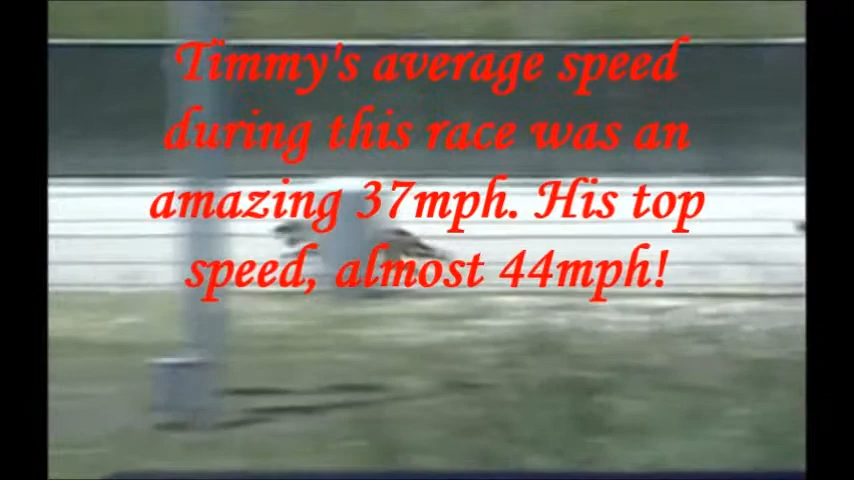 Timmy's average speed
during this race was an
amazing 37mph. His top
speed, almost 44mph!